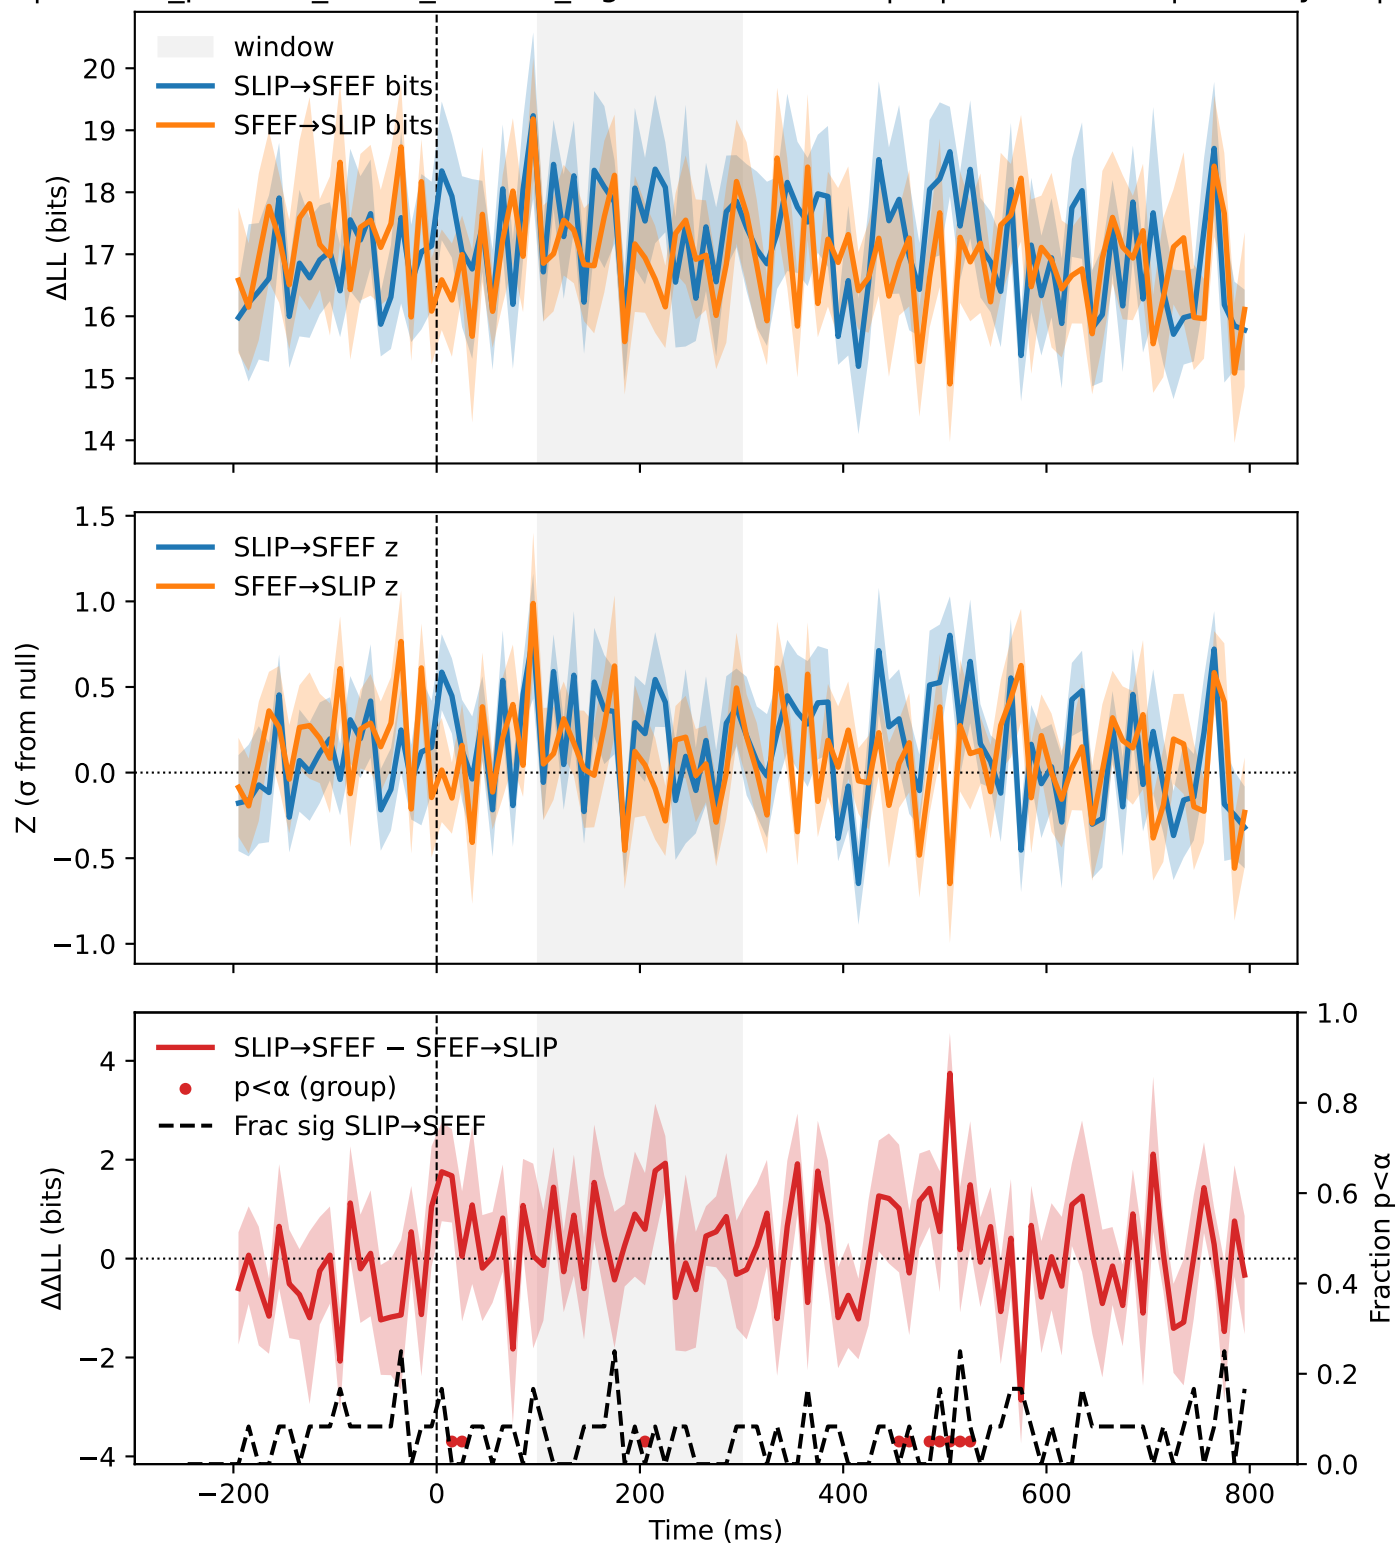 window
SLIP→SFEF bits
SFEF→SLIP bits
20
19
18
17
16
15
14
ΔLL (bits)
SLIP→SFEF z
SFEF→SLIP z
1.5
1.0
0.5
0.0
−0.5
−1.0
Z (σ from null)
SLIP→SFEF − SFEF→SLIP
p<α (group)
Frac sig SLIP→SFEF
4
2
0
−2
−4
ΔΔLL (bits)
1.0
0.8
0.6
0.4
0.2
0.0
Fraction p<α
−200
0
200
400
600
800
Time (ms)